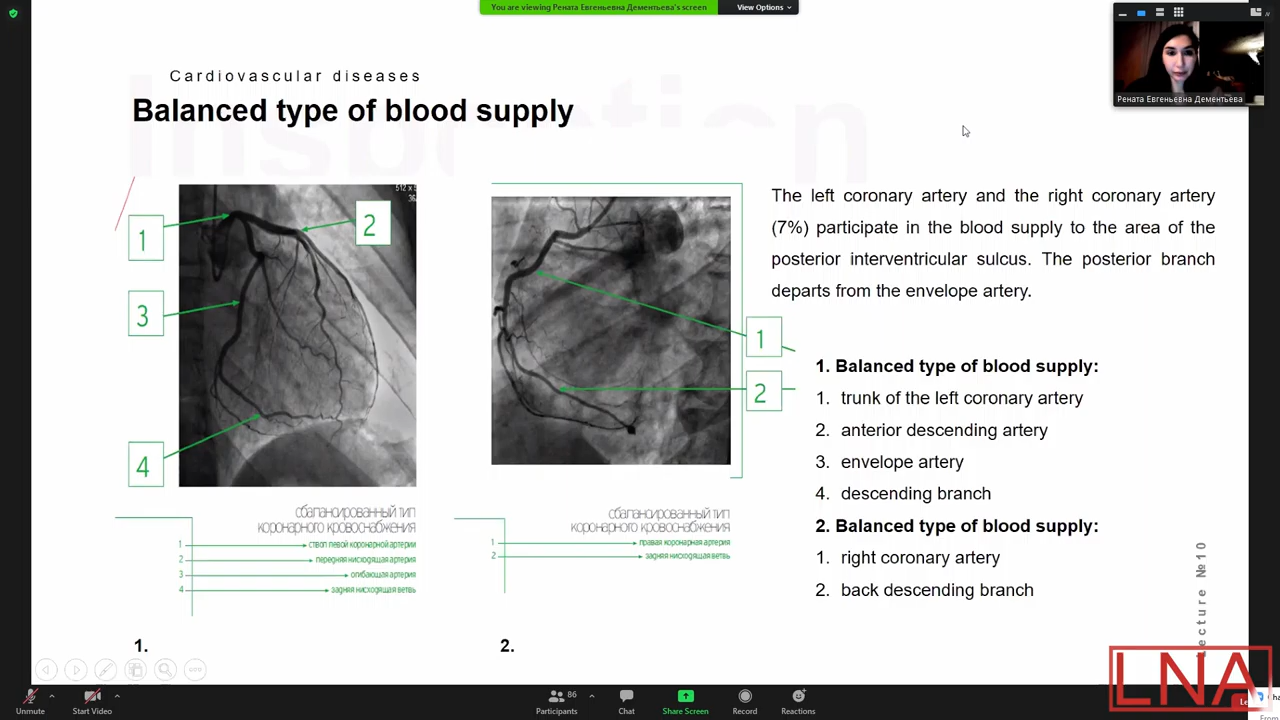 You are viewing Рената Евгеньевна Дементьева's screen
View Options
Рената Евгеньевна Дементьева
Cardiovascular diseases
Balanced type of blood supply
1
2
3
4
1
2
The left coronary artery and the right coronary artery
(7%) participate in the blood supply to the area of the
posterior interventricular sulcus. The posterior branch
departs from the envelope artery.
1. Balanced type of blood supply:
1. trunk of the left coronary artery
2. anterior descending artery
3. envelope artery
4. descending branch
2. Balanced type of blood supply:
1. right coronary artery
2. back descending branch
сбалансированный тип
коронарного кровоснабжения
1 ствол левой коронарной артерии
2 передняя нисходящая артерия
3 огибающая артерия
4 задняя нисходящая ветвь
сбалансированный тип
коронарного кровоснабжения
1 правая коронарная артерия
2 задняя нисходящая ветвь
1.
2.
Lecture №10
LNA
Unmute
Start Video
86
Participants
Chat
Share Screen
Record
Reactions